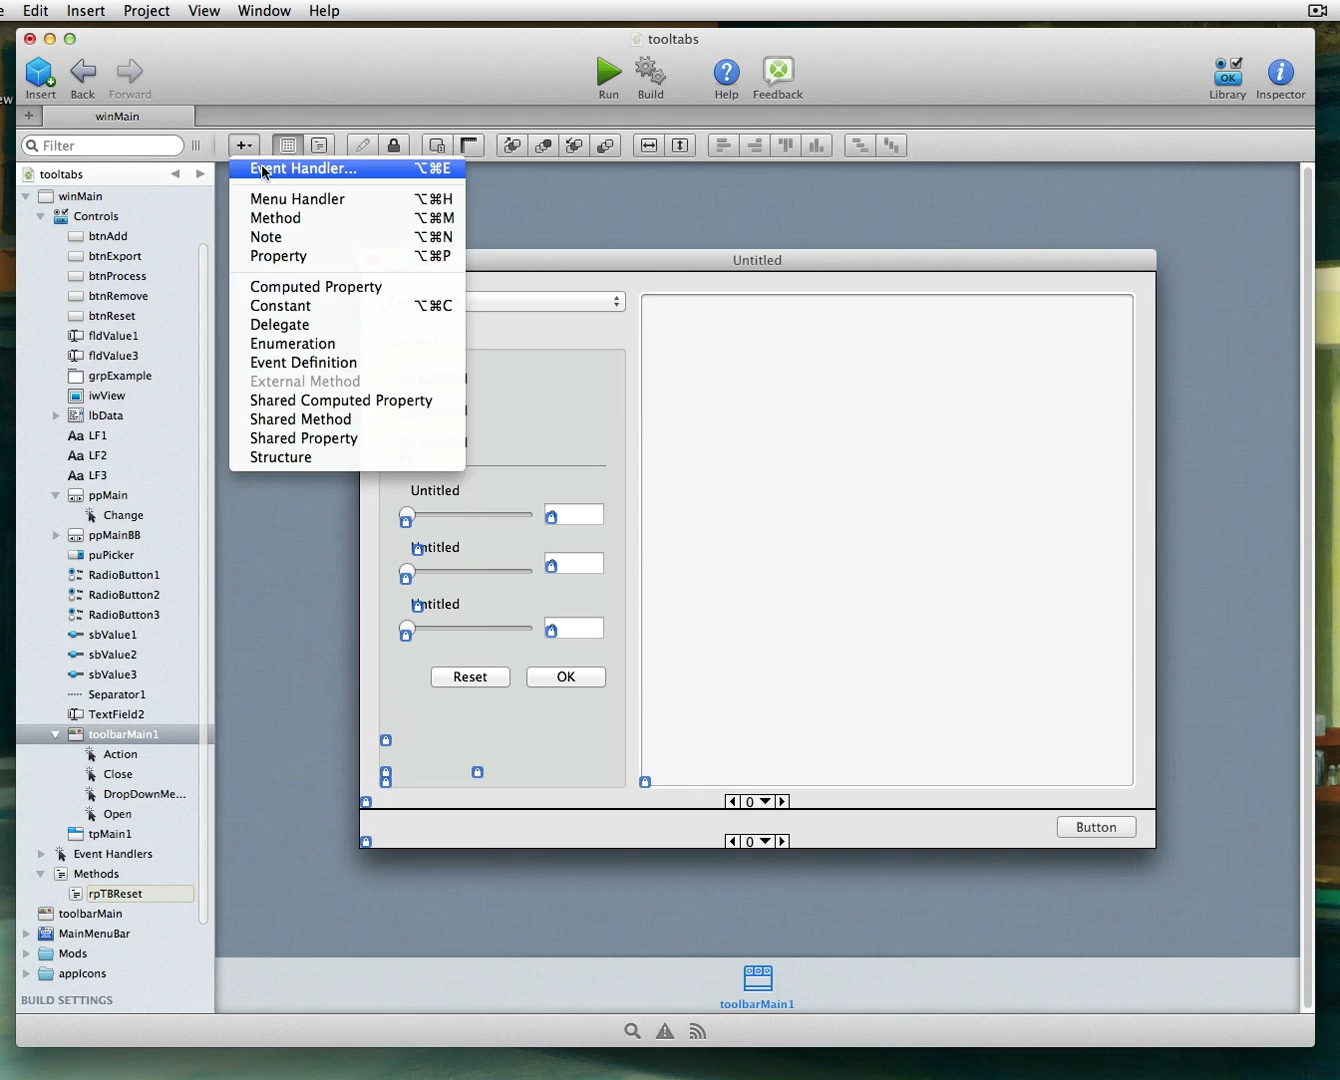 Edit Insert Project View Window Help
tooltabs
Insert Back Forward Run Build Help Feedback Library Inspector
ew
+ winMain
Filter
tooltabs
winMain
Controls
btnAdd
btnExport
btnProcess
btnRemove
btnReset
fldValue1
fldValue3
grpExample
iwView
lbData
Aa LF1
Aa LF2
Aa LF3
ppMain
Change
ppMainBB
puPicker
RadioButton1
RadioButton2
RadioButton3
sbValue1
sbValue2
sbValue3
Separator1
TextField2
toolbarMain1
Action
Close
DropDownMe...
Open
tpMain1
Event Handlers
Methods
rpTBReset
toolbarMain
MainMenuBar
Mods
appIcons
BUILD SETTINGS
Event Handler... ⌥⌘E
Menu Handler ⌥⌘H
Method ⌥⌘M
Note ⌥⌘N
Property ⌥⌘P
Computed Property
Constant ⌥⌘C
Delegate
Enumeration
Event Definition
External Method
Shared Computed Property
Shared Method
Shared Property
Structure
Untitled
Untitled
Untitled
Untitled
Reset OK
0
0
Button
toolbarMain1